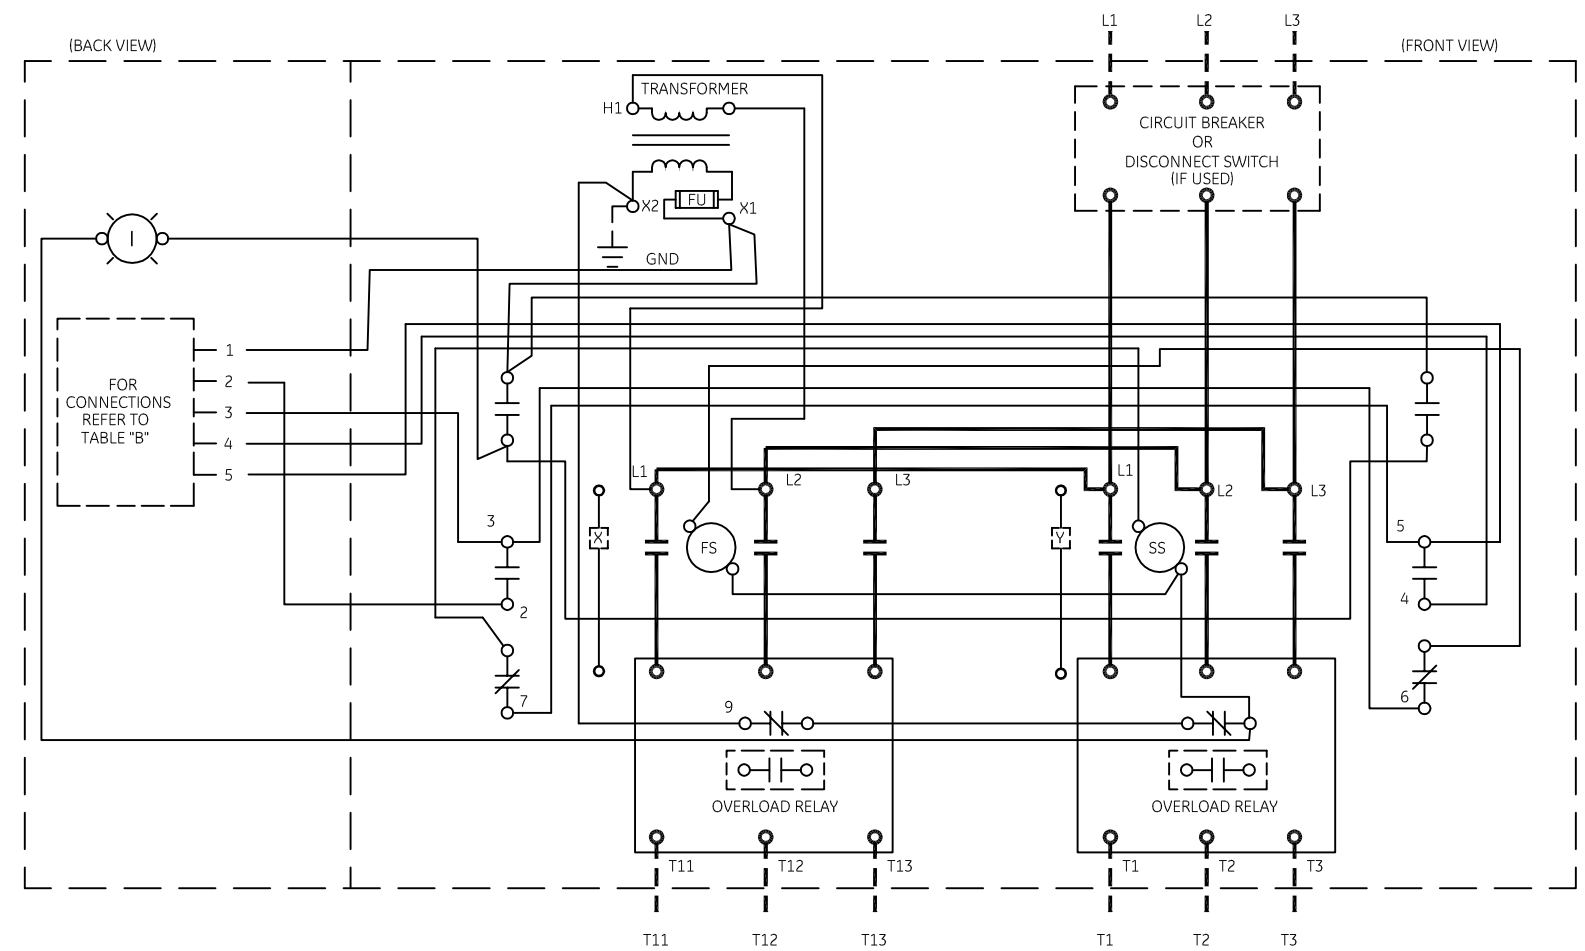 L1 L2 L3
(BACK VIEW)
(FRONT VIEW)
TRANSFORMER
H1
CIRCUIT BREAKER
OR
DISCONNECT SWITCH
(IF USED)
FU
X2
X1
GND
I
1
2
3
4
5
FOR
CONNECTIONS
REFER TO
TABLE "B"
L1 L2 L3
L1 L2 L3
3
5
X
FS
Y
SS
2
4
7
6
9
OVERLOAD RELAY
OVERLOAD RELAY
T11 T12 T13
T1 T2 T3
T11 T12 T13
T1 T2 T3